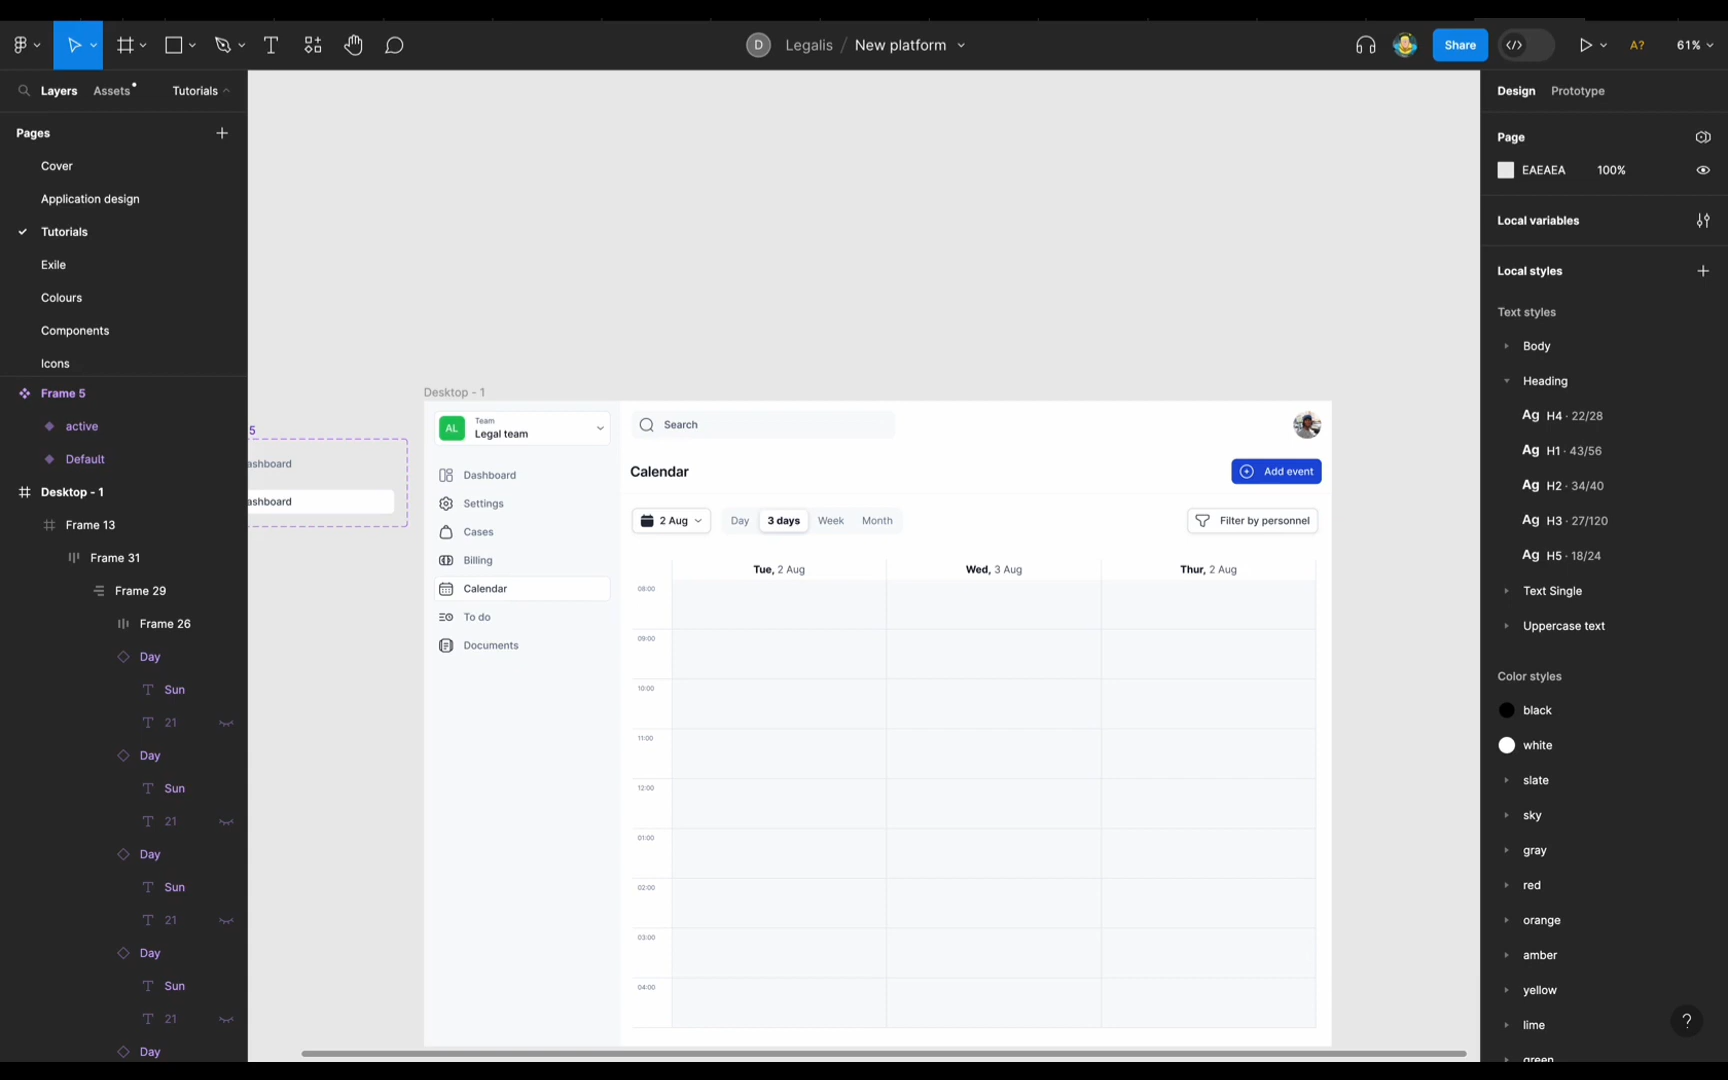 D Legalis / New platform
Share
A?
61%
Layers
Assets
Tutorials
Pages
Cover
Application design
Tutorials
Exile
Colours
Components
Icons
Frame 5
active
Default
Desktop - 1
Frame 13
Frame 31
Frame 29
Frame 26
Day
Sun
21
Day
Sun
21
Day
Sun
21
Day
Sun
21
Day
5
ashboard
ashboard
Desktop - 1
AL
Team
Legal team
Dashboard
Settings
Cases
Billing
Calendar
To do
Documents
Search
Calendar
Add event
2 Aug
Day
3 days
Week
Month
Filter by personnel
Tue, 2 Aug
Wed, 3 Aug
Thur, 2 Aug
08:00
09:00
10:00
11:00
12:00
01:00
02:00
03:00
04:00
Design
Prototype
Page
EAEAEA 100%
Local variables
Local styles
Text styles
Body
Heading
Ag H4 · 22/28
Ag H1 · 43/56
Ag H2 · 34/40
Ag H3 · 27/120
Ag H5 · 18/24
Text Single
Uppercase text
Color styles
black
white
slate
sky
gray
red
orange
amber
yellow
lime
green
?